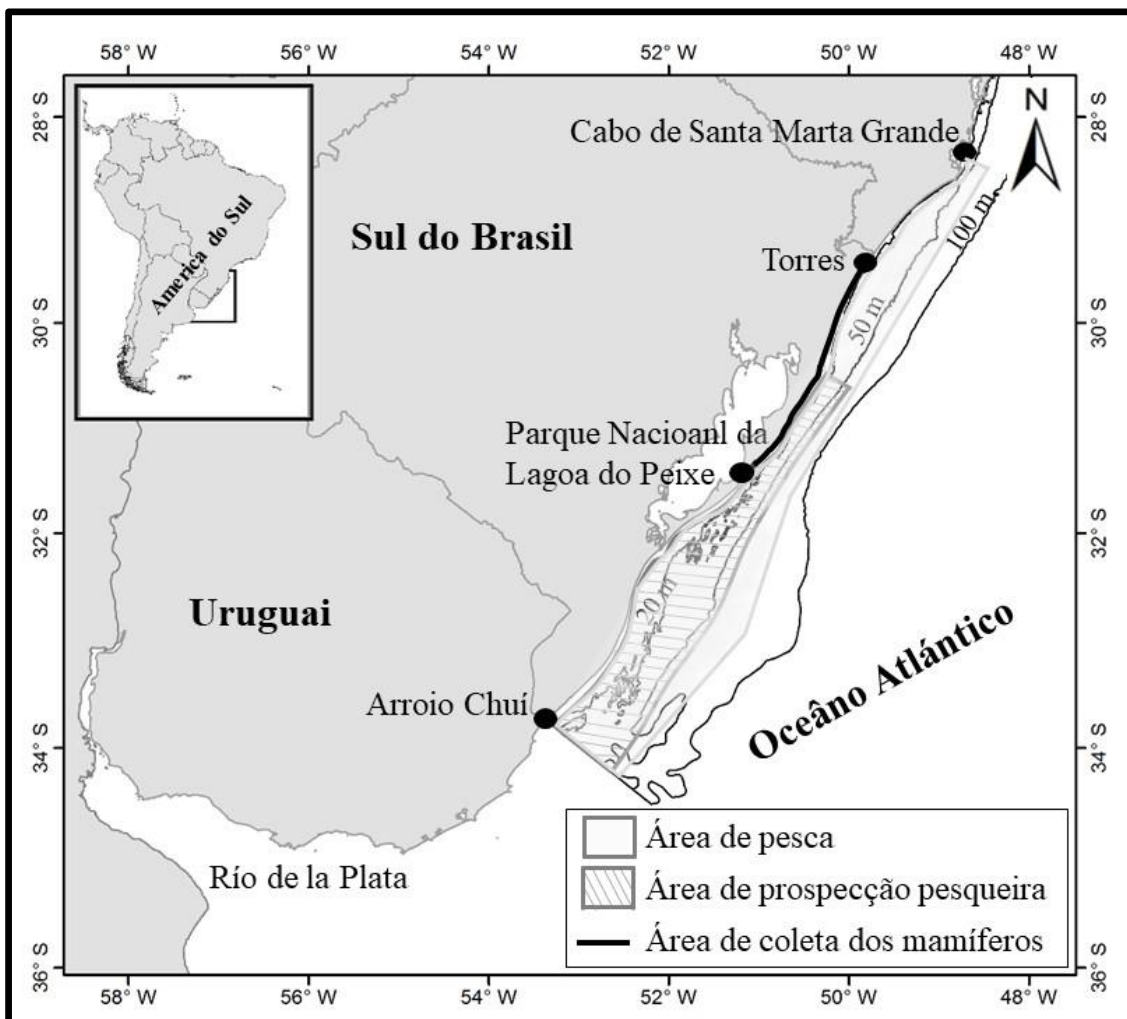 58° W 56° W 54° W 52° W 50° W 48° W
28° S
28° S
N
Cabo de Santa Marta Grande
America do Sul
Sul do Brasil
100 m
Torres
50 m
30° S
30° S
Parque Nacioanl da
Lagoa do Peixe
32° S
32° S
20 m
Uruguai
Oceâno Atlántico
Arroio Chuí
34° S
34° S
Área de pesca
Río de la Plata
Área de prospecção pesqueira
Área de coleta dos mamíferos
36° S
36° S
58° W 56° W 54° W 52° W 50° W 48° W